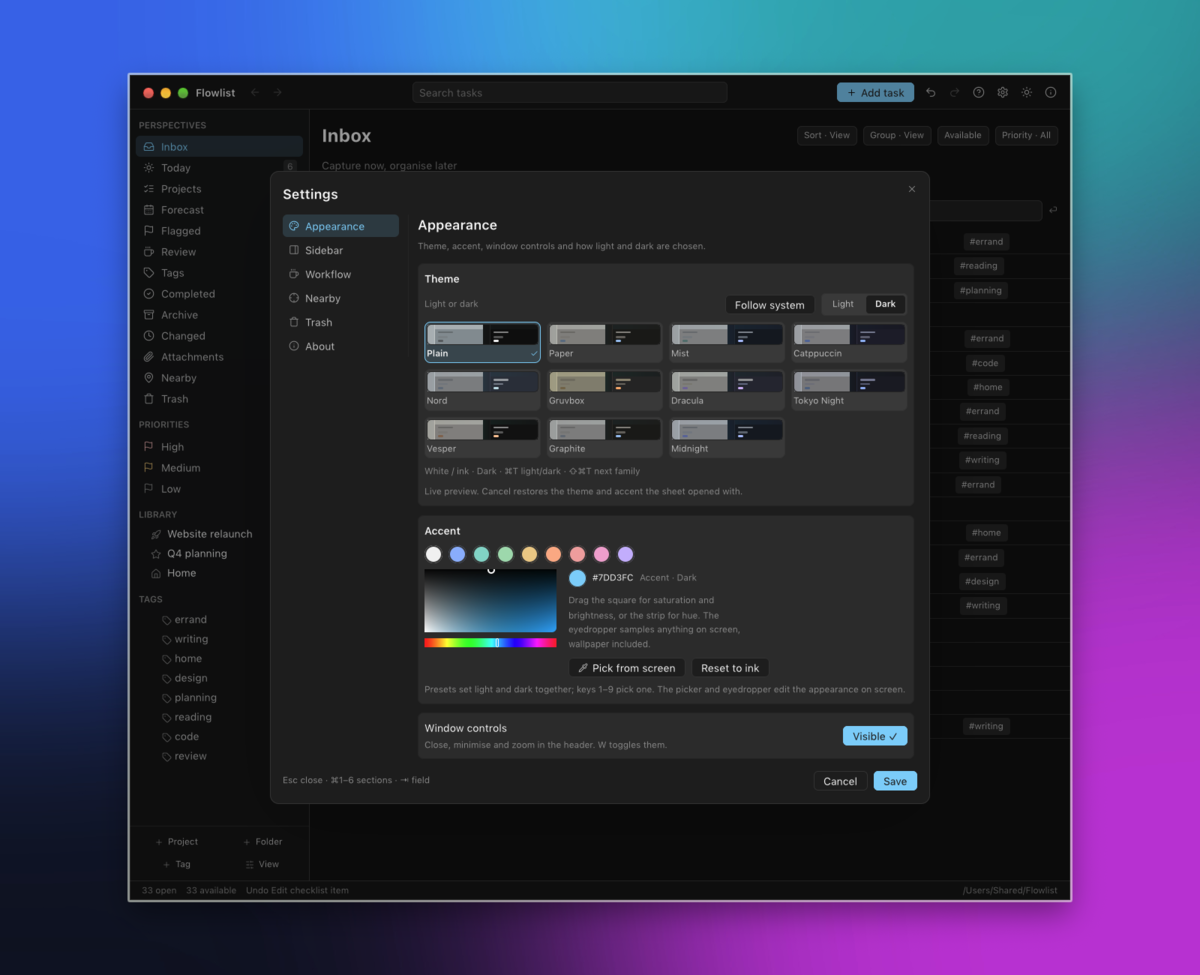 Flowlist
Search tasks
+ Add task
PERSPECTIVES
Inbox
Today 6
Projects
Forecast
Flagged
Review
Tags
Completed
Archive
Changed
Attachments
Nearby
Trash
PRIORITIES
High
Medium
Low
LIBRARY
Website relaunch
Q4 planning
Home
TAGS
errand
writing
home
design
planning
reading
code
review
+ Project
+ Folder
+ Tag
View
Inbox
Sort · View
Group · View
Available
Priority · All
Capture now, organise later
#errand
#reading
#planning
#errand
#code
#home
#errand
#reading
#writing
#errand
#home
#errand
#design
#writing
#writing
Settings
Appearance
Sidebar
Workflow
Nearby
Trash
About
Appearance
Theme, accent, window controls and how light and dark are chosen.
Theme
Light or dark
Follow system
Light
Dark
Plain ✓
Paper
Mist
Catppuccin
Nord
Gruvbox
Dracula
Tokyo Night
Vesper
Graphite
Midnight
White / ink · Dark · ⌘T light/dark · ⇧⌘T next family
Live preview. Cancel restores the theme and accent the sheet opened with.
Accent
#7DD3FC Accent · Dark
Drag the square for saturation and
brightness, or the strip for hue. The
eyedropper samples anything on screen,
wallpaper included.
Pick from screen
Reset to ink
Presets set light and dark together; keys 1–9 pick one. The picker and eyedropper edit the appearance on screen.
Window controls
Close, minimise and zoom in the header. W toggles them.
Visible ✓
Esc close · ⌘1–6 sections · ⇥ field
Cancel
Save
33 open 33 available Undo Edit checklist item
/Users/Shared/Flowlist